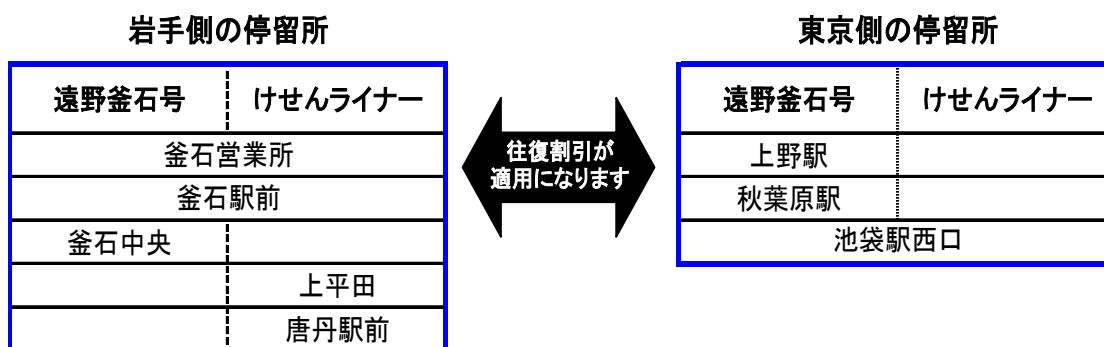 岩手側の停留所
遠野釜石号 けせんライナー
釜石営業所
釜石駅前
釜石中央
上平田
唐丹駅前
往復割引が
適用になります
東京側の停留所
遠野釜石号 けせんライナー
上野駅
秋葉原駅
池袋駅西口